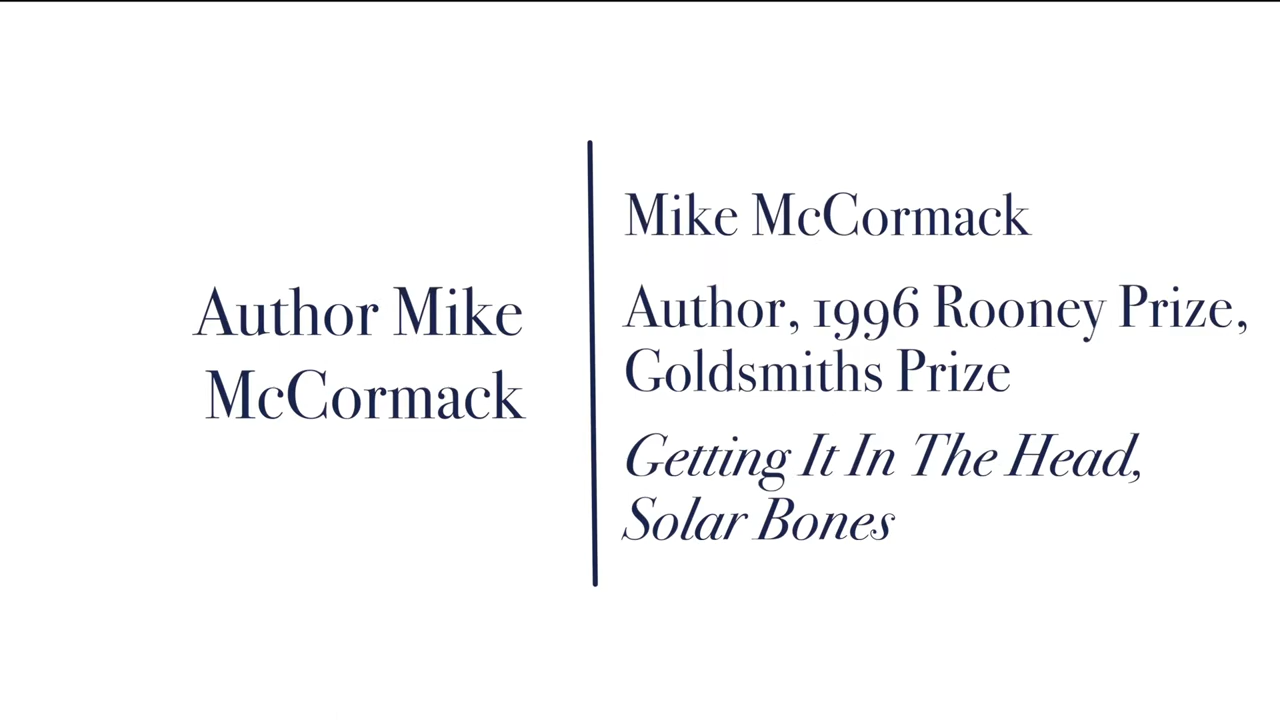 Author Mike
McCormack
Mike McCormack
Author, 1996 Rooney Prize,
Goldsmiths Prize
Getting It In The Head,
Solar Bones